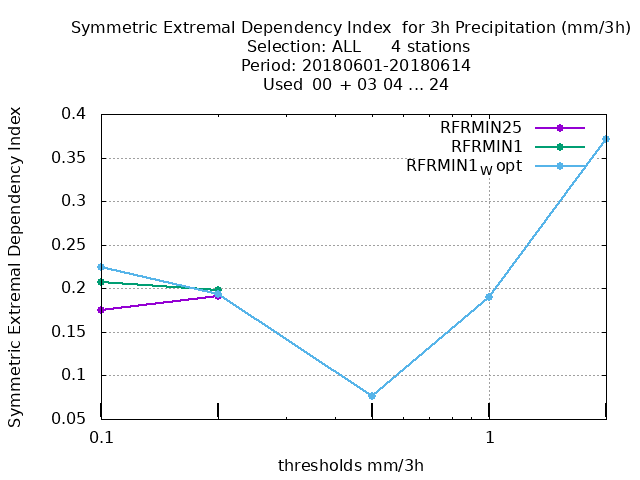 Symmetric Extremal Dependency Index for 3h Precipitation (mm/3h)
Selection: ALL 4 stations
Period: 20180601-20180614
Used 00 + 03 04 ... 24
Symmetric Extremal Dependency Index
0.4
0.35
0.3
0.25
0.2
0.15
0.1
0.05
RFRMIN25
RFRMIN1
RFRMIN1W opt
0.1
1
thresholds mm/3h